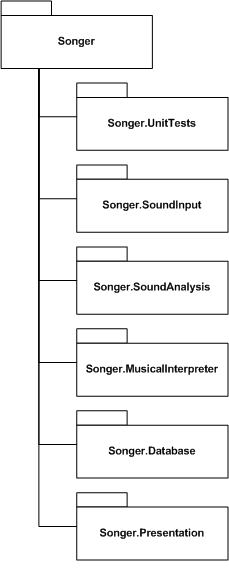 Songer
Songer.UnitTests
Songer.SoundInput
Songer.SoundAnalysis
Songer.MusicalInterpreter
Songer.Database
Songer.Presentation